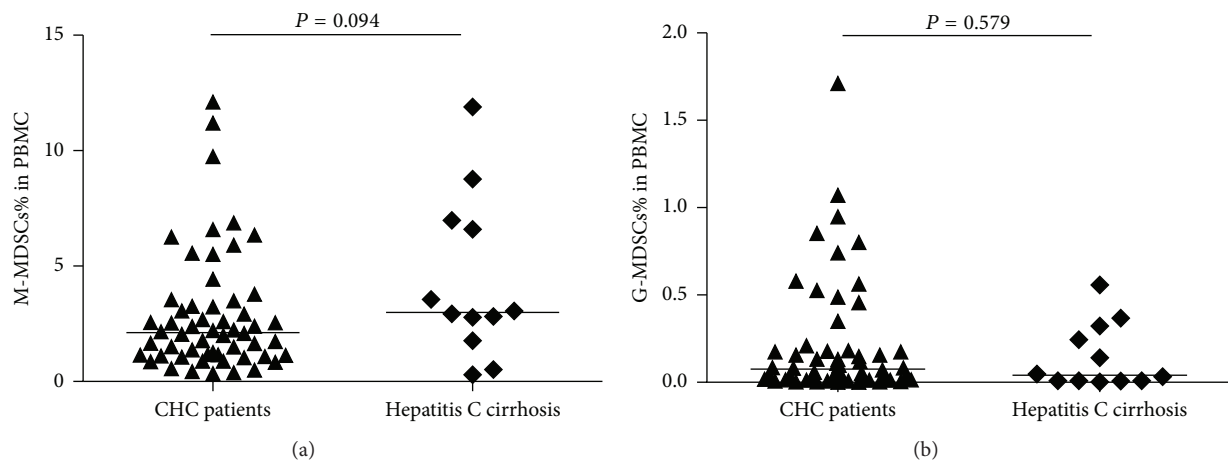 P = 0.094
15
10
5
0
M-MDSCs% in PBMC
CHC patients
Hepatitis C cirrhosis
(a)
P = 0.579
2.0
1.5
1.0
0.5
0.0
G-MDSCs% in PBMC
CHC patients
Hepatitis C cirrhosis
(b)